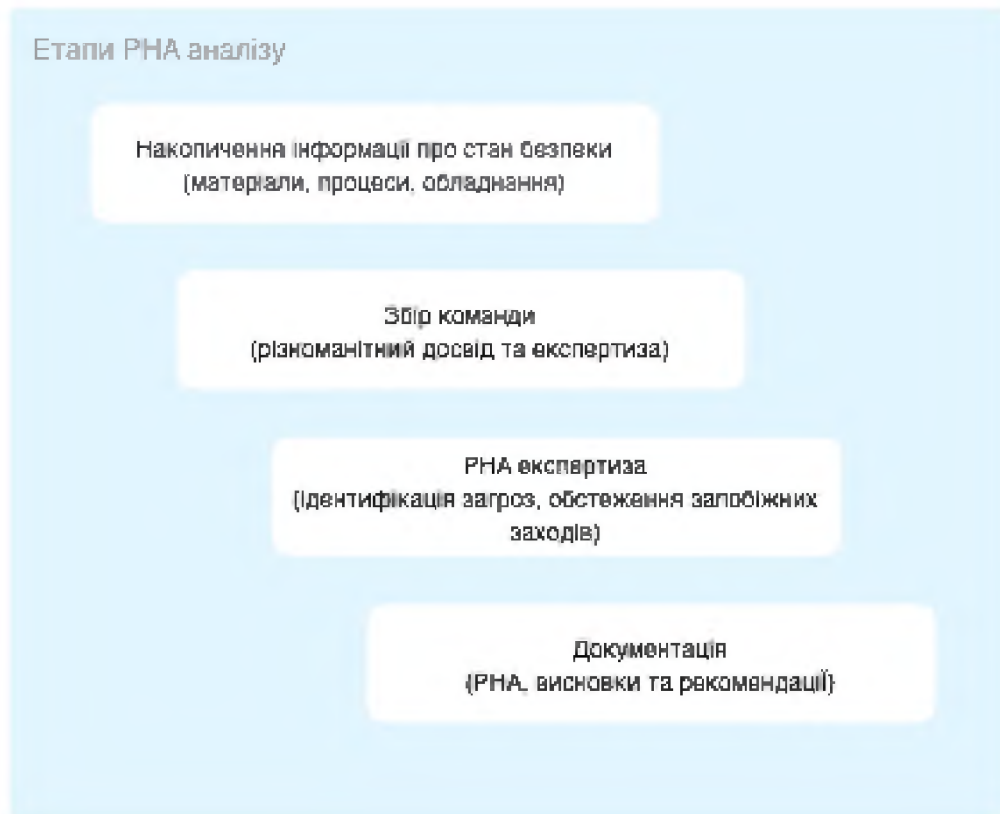 Етапи PHA аналізу
Накопичення інформації про стан безпеки
(матеріали, процеси, обладнання)
Збір команди
(різноманітний досвід та експертиза)
PHA експертиза
(ідентифікація загроз, обстеження запобіжних
заходів)
Документація
(PHA, висновки та рекомендації)